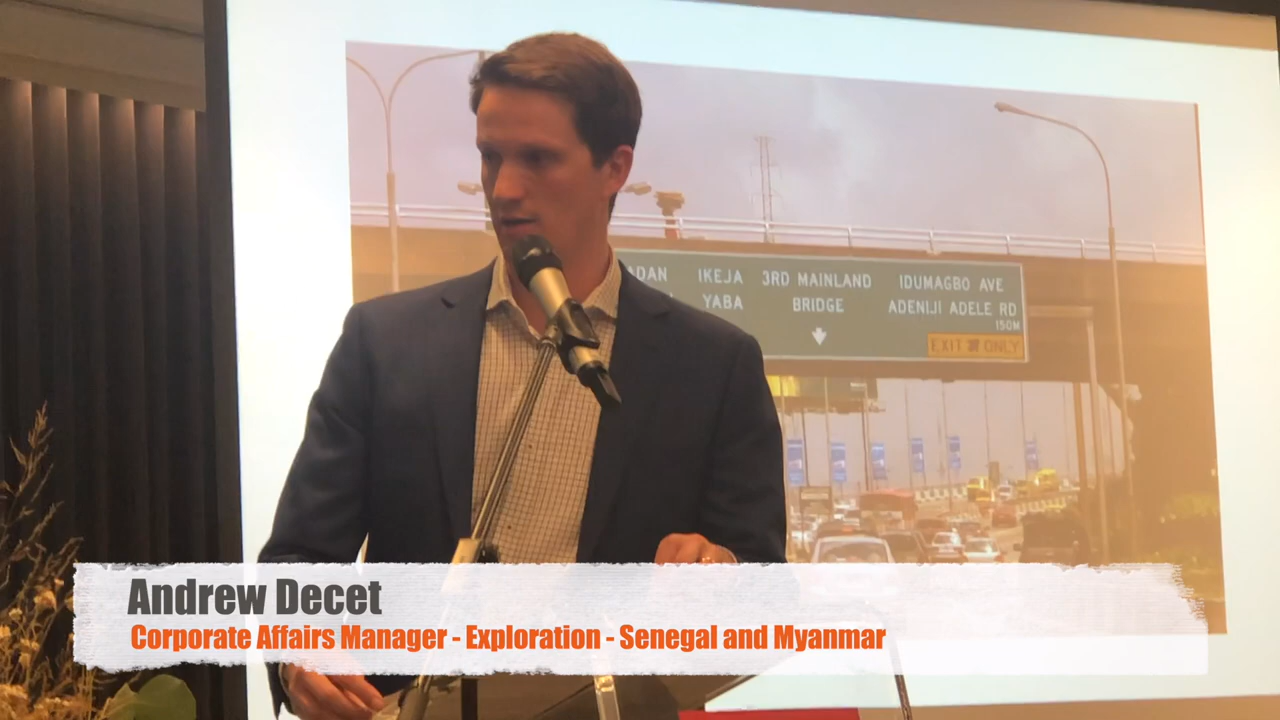 IKEJA 3RD MAINLAND IDUMAGBO AVE
YABA BRIDGE ADENIJI ADELE RD
150M
EXIT ONLY
Andrew Decet
Corporate Affairs Manager - Exploration - Senegal and Myanmar